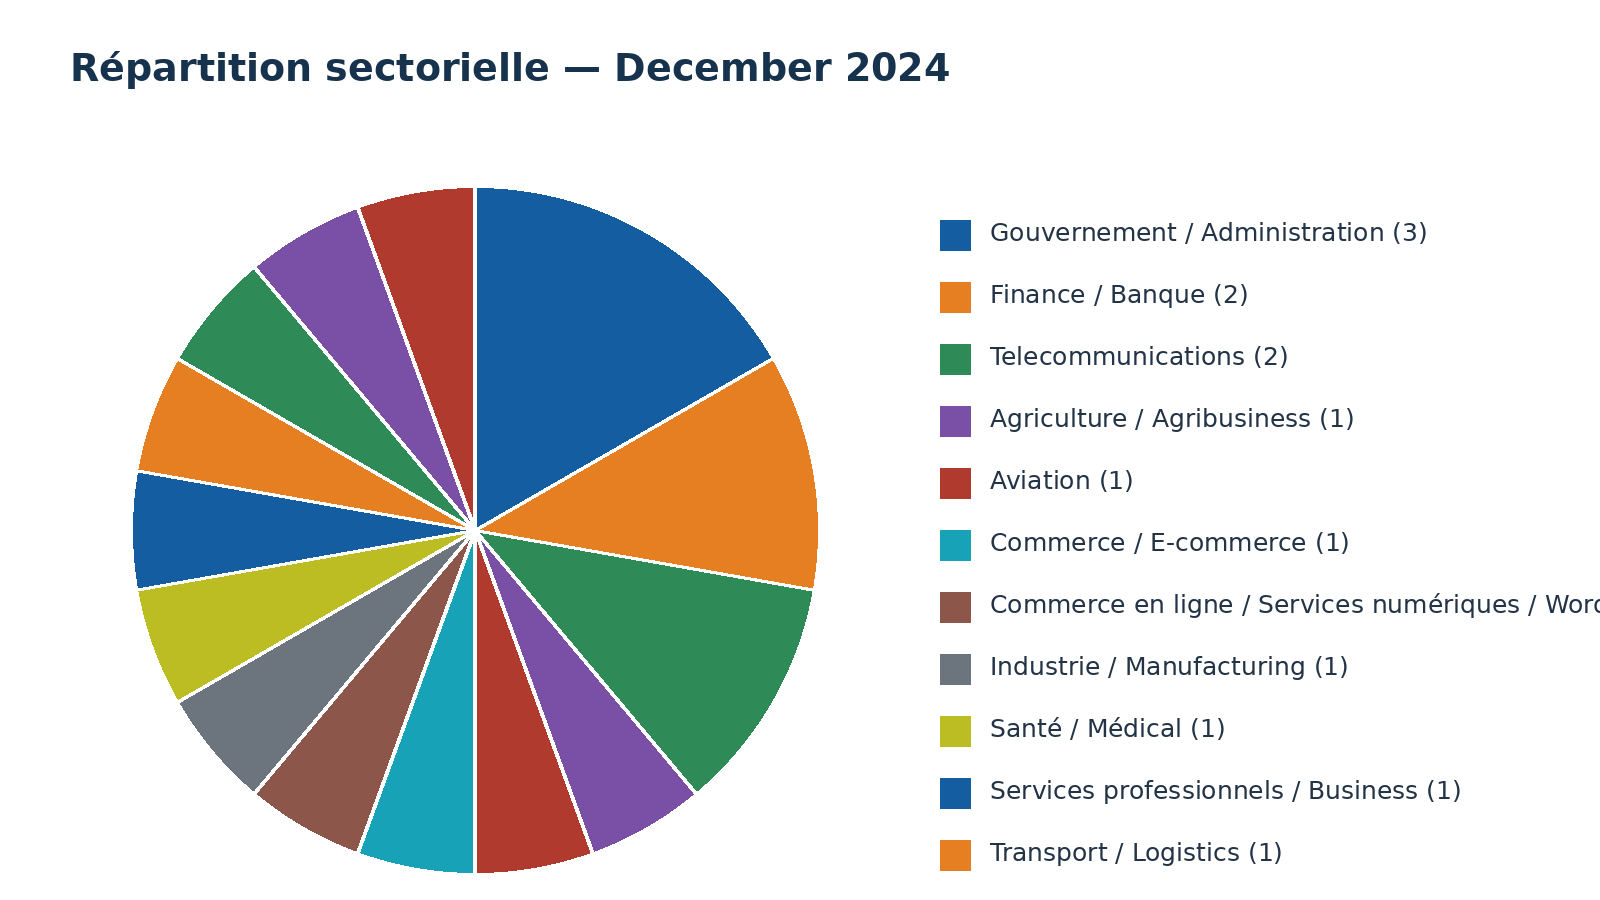 Répartition sectorielle — December 2024
Gouvernement / Administration (3)
Finance / Banque (2)
Telecommunications (2)
Agriculture / Agribusiness (1)
Aviation (1)
Commerce / E-commerce (1)
Commerce en ligne / Services numériques /
Industrie / Manufacturing (1)
Santé / Médical (1)
Services professionnels / Business (1)
Transport / Logistics (1)